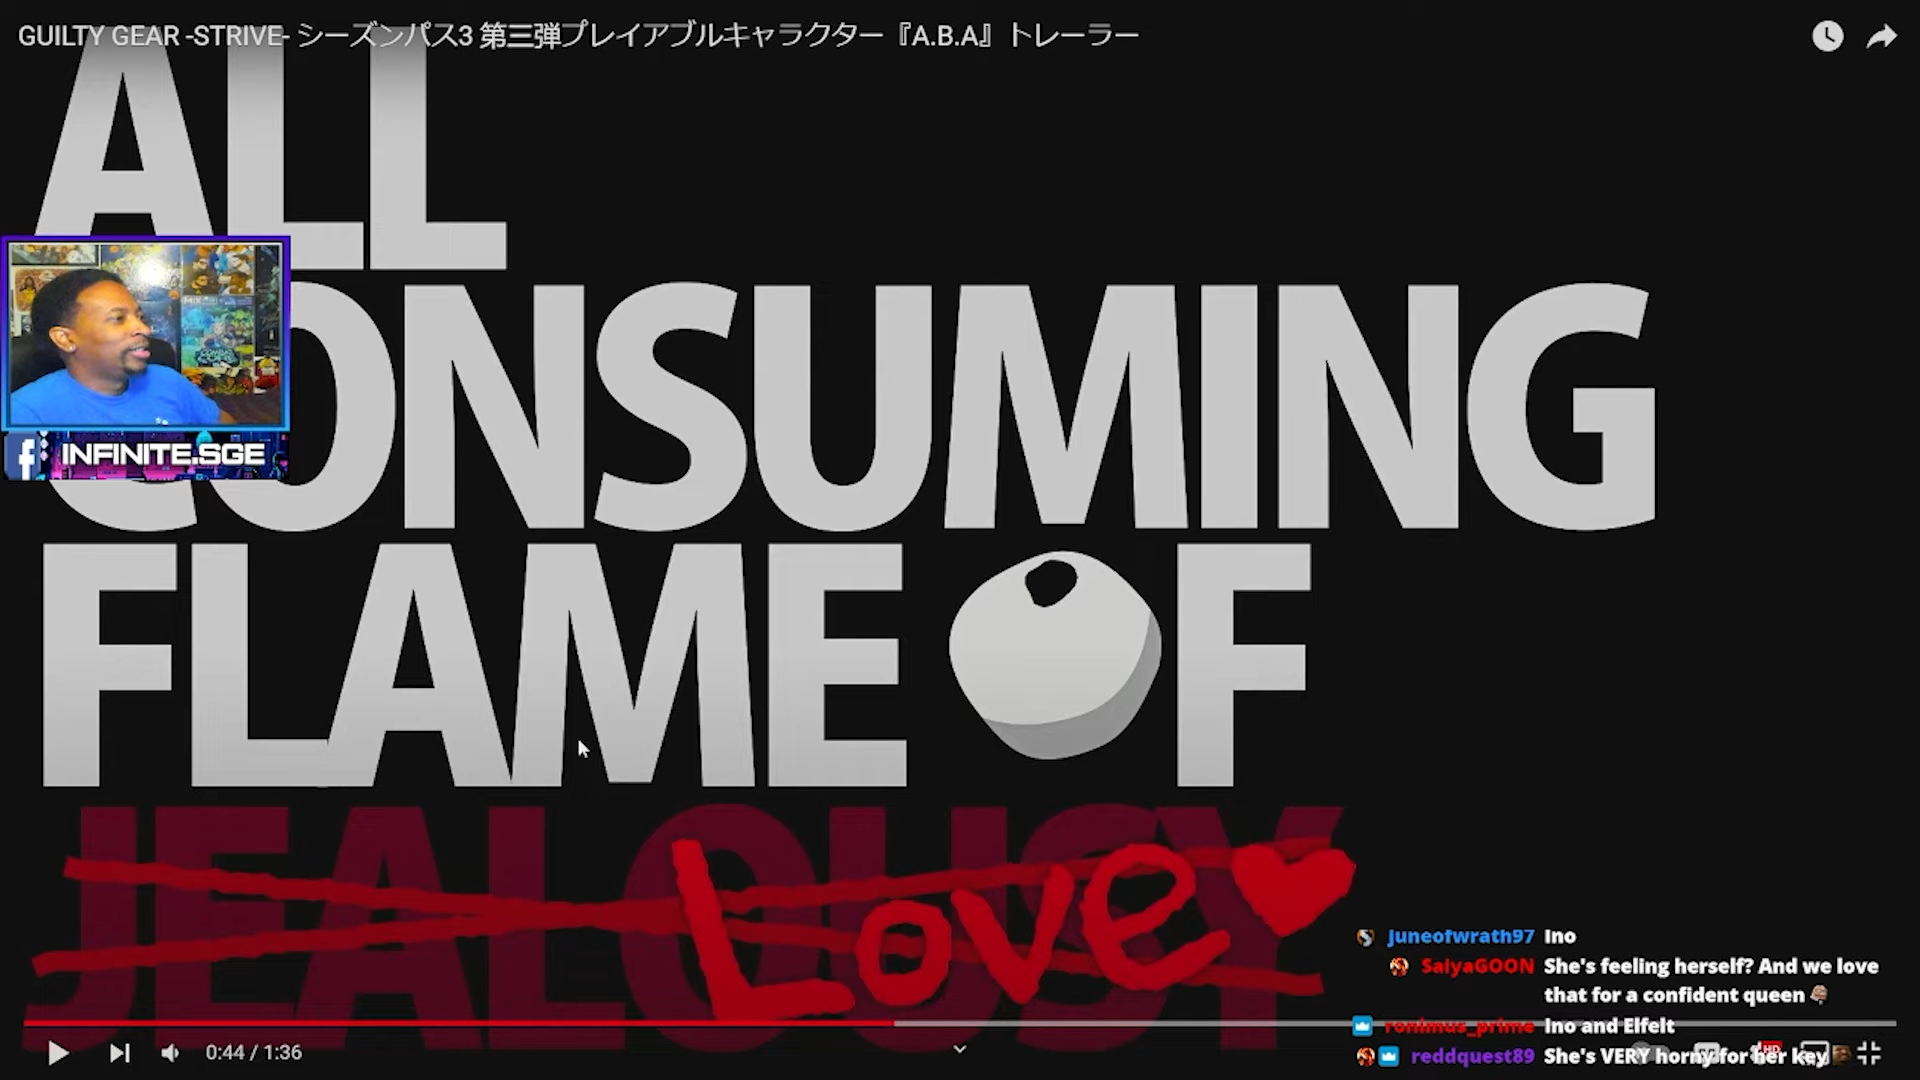 GUILTY GEAR -STRIVE- シーズンパス3 第三弾プレイアブルキャラクター『A.B.A』トレーラー
ALL
CONSUMING
FLAME OF
JEALOUSY
Love
INFINITE.SGE
juneofwrath97 Ino
SaiyaGOON She's feeling herself? And we love
that for a confident queen
ronimus_prime Ino and Elfelt
reddquest89 She's VERY horny for her key
0:44 / 1:36
HD